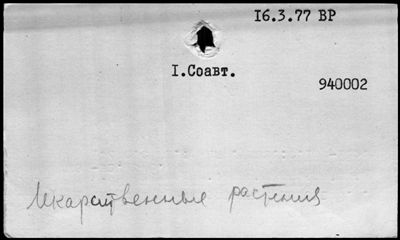 16.3.77 ВР
I.Соавт.
940002
Лекарственные растения